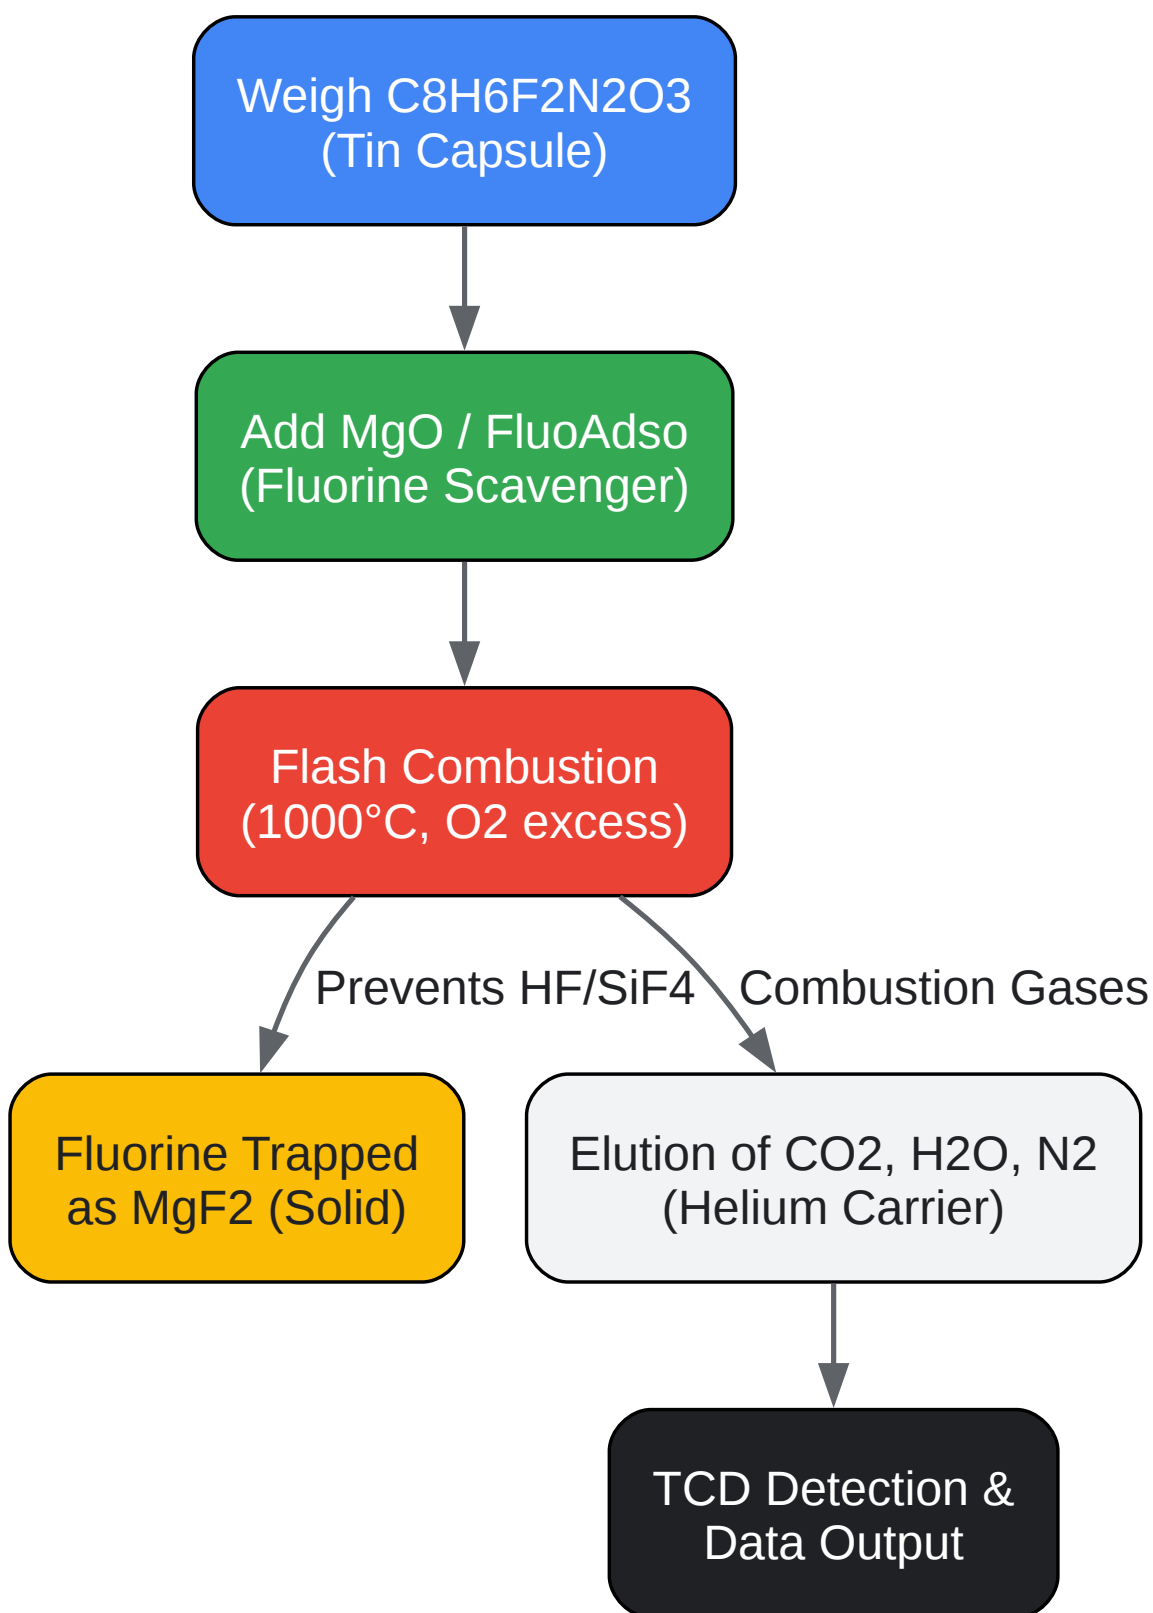 Weigh C8H6F2N2O3
(Tin Capsule)
Add MgO / FluoAdso
(Fluorine Scavenger)
Flash Combustion
(1000°C, O2 excess)
Prevents HF/SiF4
Combustion Gases
Fluorine Trapped
as MgF2 (Solid)
Elution of CO2, H2O, N2
(Helium Carrier)
TCD Detection &
Data Output